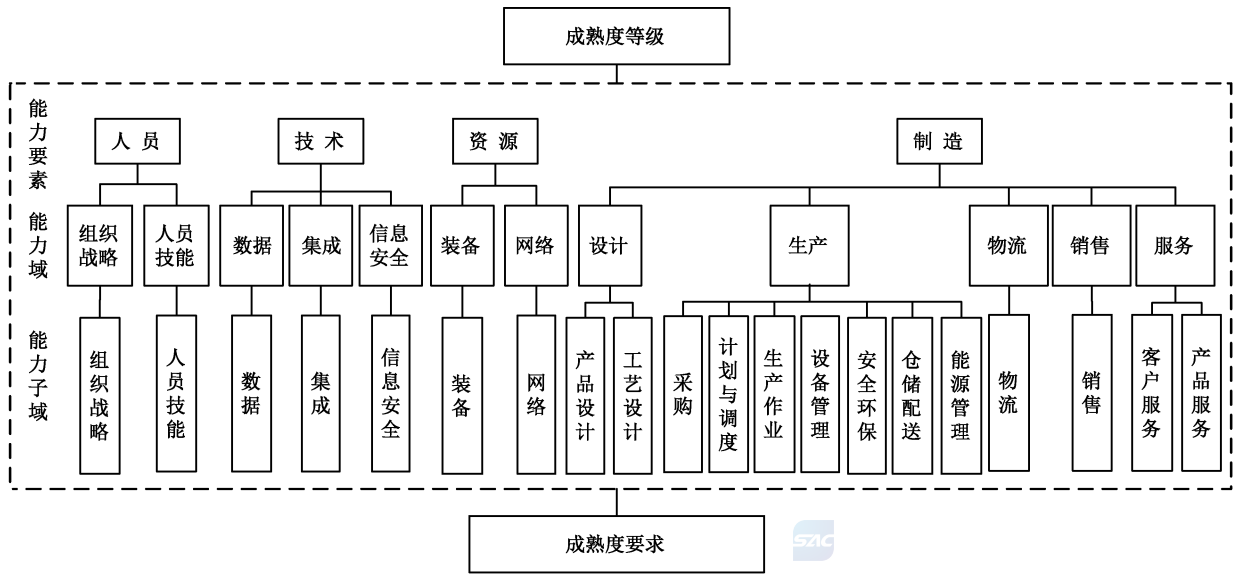 成熟度等级
能力要素
人 员
技 术
资 源
制 造
能力域
组织
战略
人员
技能
数据
集成
信息
安全
装备
网络
设计
生产
物流
销售
服务
能力子域
组织战略
人员技能
数据
集成
信息安全
装备
网络
产品设计
工艺设计
采购
计划与调度
生产作业
设备管理
安全环保
仓储配送
能源管理
物流
销售
客户服务
产品服务
成熟度要求
SAC